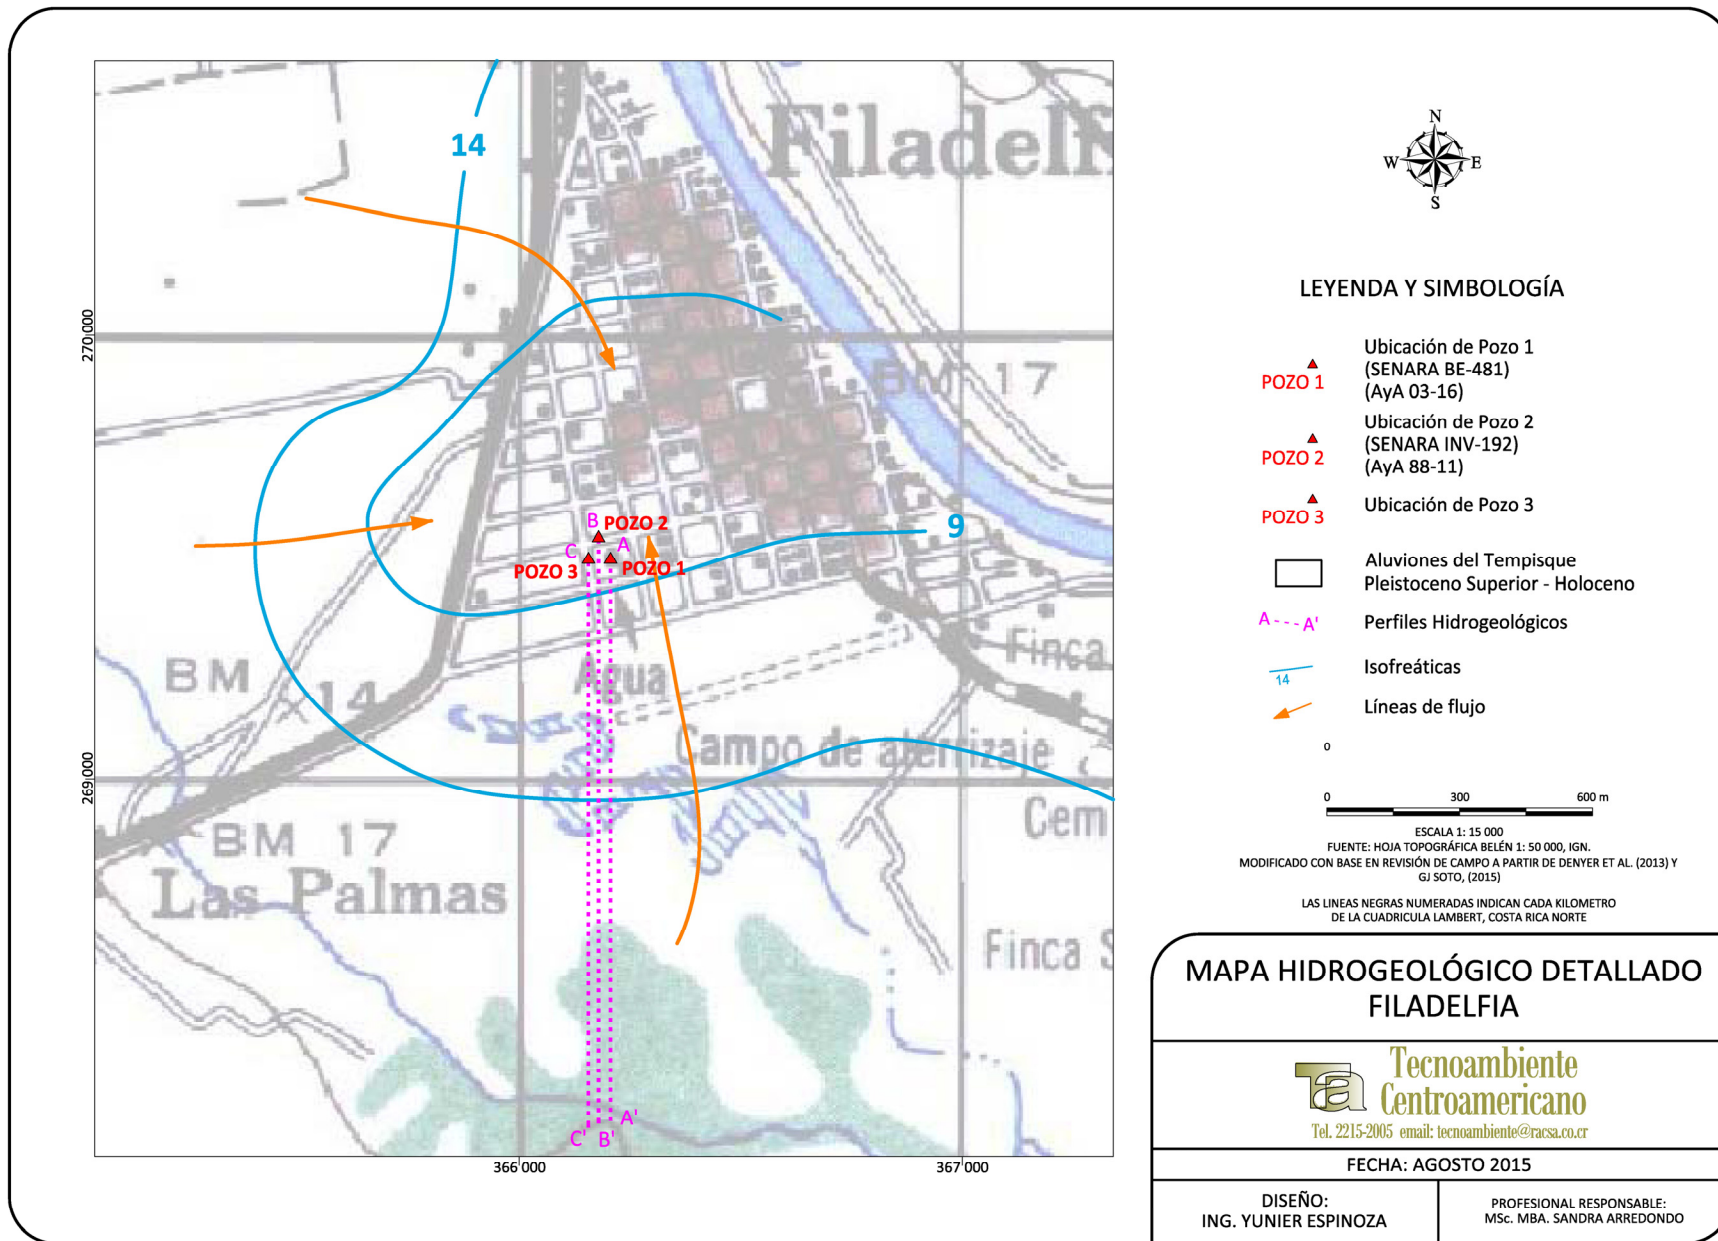 14
Filadelf
270'000
BM 17
9
B
POZO 2
C
A
POZO 3
POZO 1
BM
14
Agua
Finca
Campo de aterrizaje
269'000
BM 17
Cem
Las Palmas
Finca S
A'
C'
B'
366'000
367'000
N
W
E
S
LEYENDA Y SIMBOLOGÍA
POZO 1
Ubicación de Pozo 1
(SENARA BE-481)
(AyA 03-16)
POZO 2
Ubicación de Pozo 2
(SENARA INV-192)
(AyA 88-11)
POZO 3
Ubicación de Pozo 3
Aluviones del Tempisque
Pleistoceno Superior - Holoceno
A - - - A'
Perfiles Hidrogeológicos
14
Isofreáticas
Líneas de flujo
0
0 300 600 m
ESCALA 1: 15 000
FUENTE: HOJA TOPOGRÁFICA BELÉN 1: 50 000, IGN.
MODIFICADO CON BASE EN REVISIÓN DE CAMPO A PARTIR DE DENYER ET AL. (2013) Y
GJ SOTO, (2015)
LAS LINEAS NEGRAS NUMERADAS INDICAN CADA KILOMETRO
DE LA CUADRICULA LAMBERT, COSTA RICA NORTE
MAPA HIDROGEOLÓGICO DETALLADO
FILADELFIA
Ta
Tecnoambiente
Centroamericano
Tel. 2215-2005 email: tecnoambiente@racsa.co.cr
FECHA: AGOSTO 2015
DISEÑO:
ING. YUNIER ESPINOZA
PROFESIONAL RESPONSABLE:
MSc. MBA. SANDRA ARREDONDO